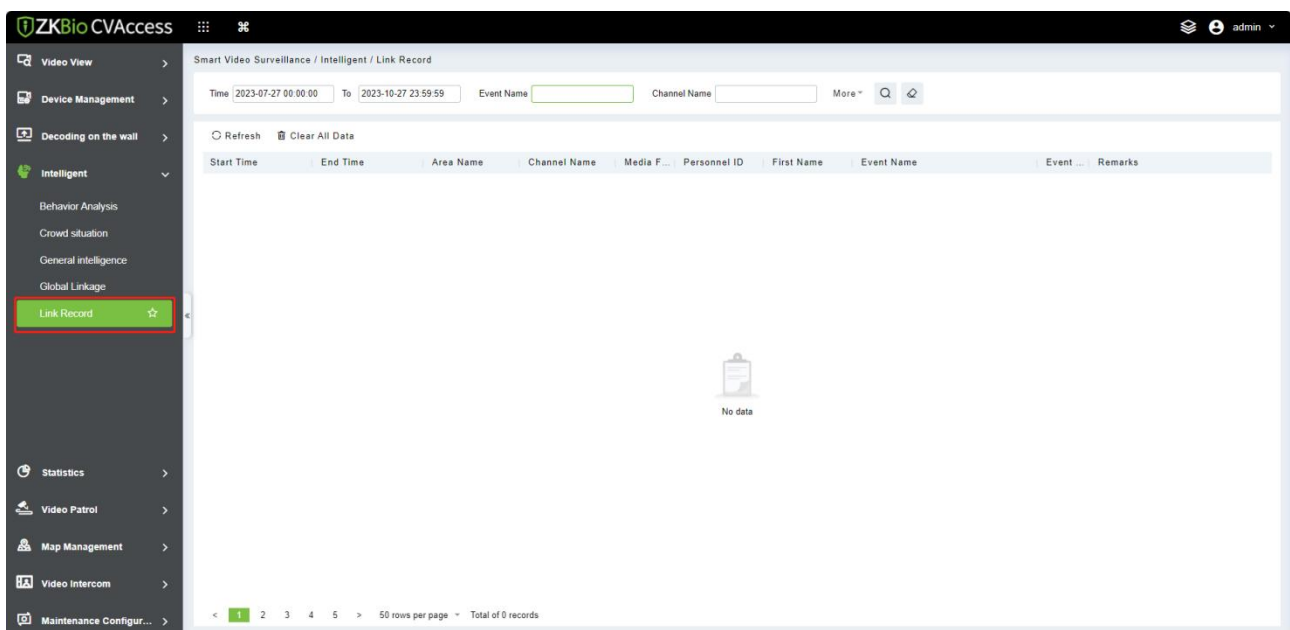 ZKBio CVAccess
admin
Video View
Device Management
Decoding on the wall
Intelligent
Behavior Analysis
Crowd situation
General intelligence
Global Linkage
Link Record
Statistics
Video Patrol
Map Management
Video Intercom
Maintenance Configur...
Smart Video Surveillance / Intelligent / Link Record
Time 2023-07-27 00:00:00 To 2023-10-27 23:59:59 Event Name Channel Name More
Refresh Clear All Data
Start Time End Time Area Name Channel Name Media F... Personnel ID First Name Event Name Event ... Remarks
No data
< 1 2 3 4 5 > 50 rows per page Total of 0 records